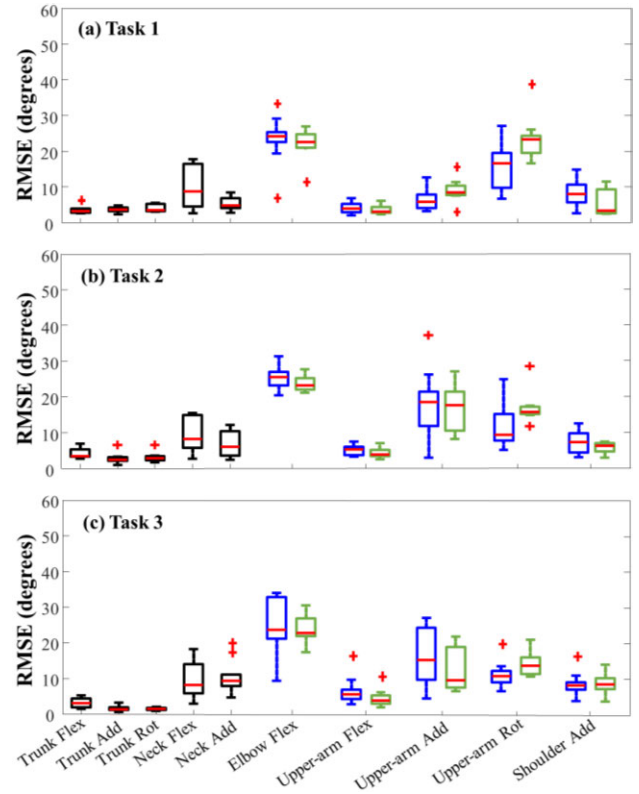 (a) Task 1
RMSE (degrees)
60
50
40
30
20
10
0
(b) Task 2
RMSE (degrees)
60
50
40
30
20
10
0
(c) Task 3
RMSE (degrees)
60
50
40
30
20
10
0
Trunk Flex
Trunk Add
Trunk Rot
Neck Flex
Neck Add
Elbow Flex
Upper-arm Flex
Upper-arm Add
Upper-arm Rot
Shoulder Add